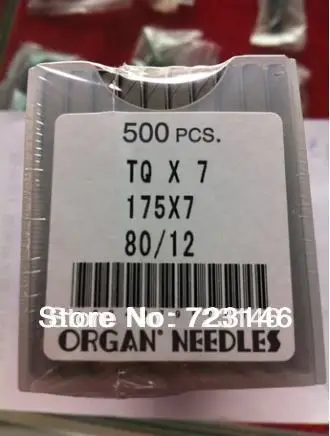 500 PCS.
TQ X 7
175X7
80/12
Store No: 723146
ORGAN® NEEDLES